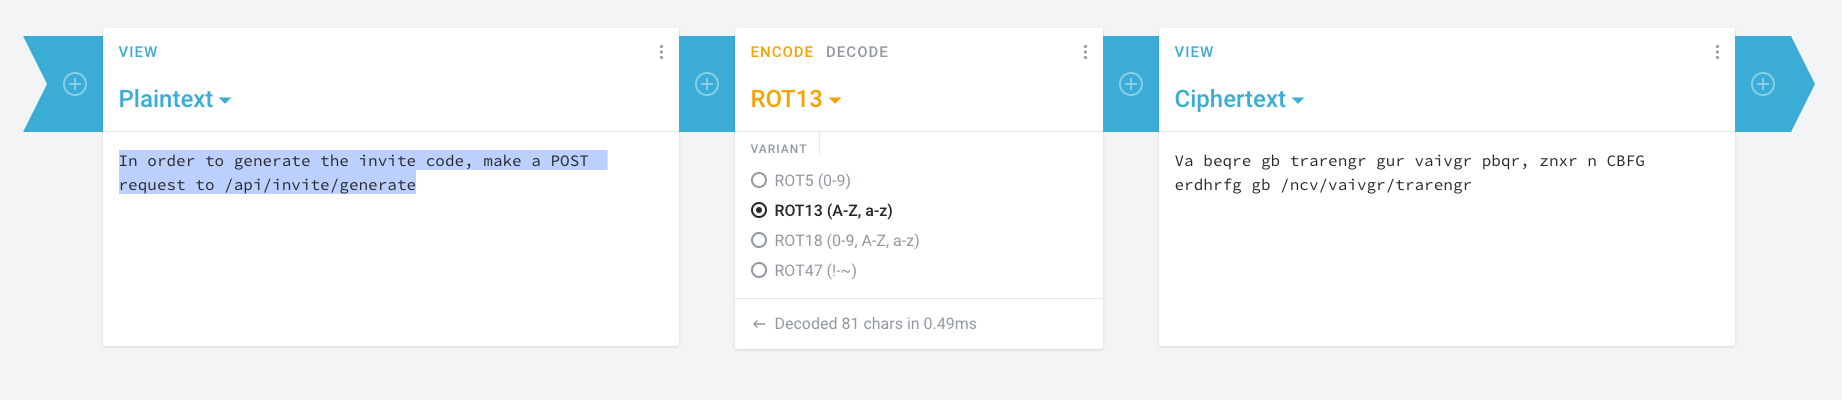 VIEW
Plaintext
In order to generate the invite code, make a POST
request to /api/invite/generate
ENCODE DECODE
ROT13
VARIANT
ROT5 (0-9)
ROT13 (A-Z, a-z)
ROT18 (0-9, A-Z, a-z)
ROT47 (!-~)
← Decoded 81 chars in 0.49ms
VIEW
Ciphertext
Va beqre gb trarengr gur vaivgr pbqr, znxr n CBFG
erdhrfg gb /ncv/vaivgr/trarengr